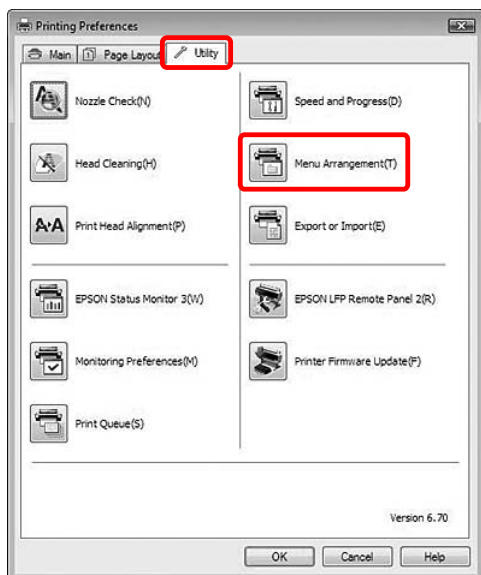 Printing Preferences
Main
Page Layout
Utility
Nozzle Check(N)
Speed and Progress(D)
Head Cleaning(H)
Menu Arrangement(T)
Print Head Alignment(P)
Export or Import(E)
EPSON Status Monitor 3(W)
EPSON LFP Remote Panel 2(R)
Monitoring Preferences(M)
Printer Firmware Update(F)
Print Queue(S)
Version 6.70
OK
Cancel
Help